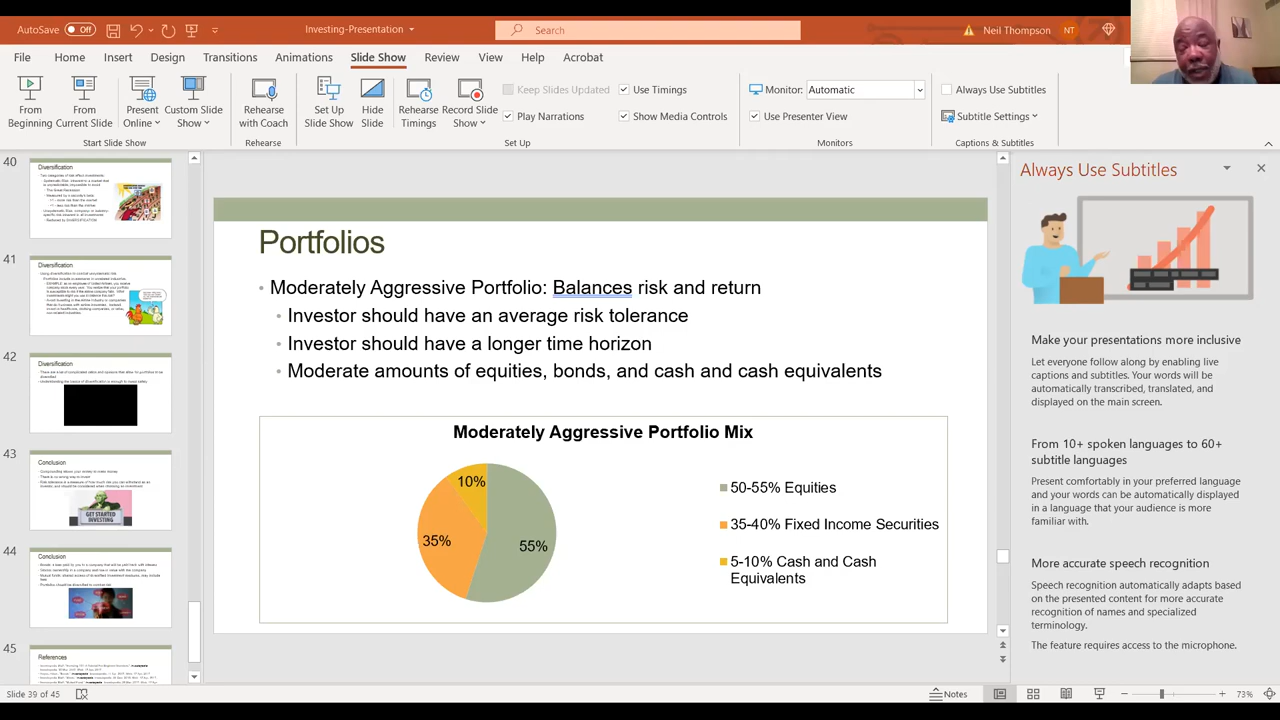 AutoSave Off
Investing-Presentation
Search
Neil Thompson NT
File Home Insert Design Transitions Animations Slide Show Review View Help Acrobat
From Beginning
From Current Slide
Present Online
Custom Slide Show
Start Slide Show
Rehearse with Coach
Rehearse
Set Up Slide Show
Hide Slide
Rehearse Timings
Record Slide Show
Keep Slides Updated
Use Timings
Play Narrations
Show Media Controls
Set Up
Monitor: Automatic
Use Presenter View
Monitors
Always Use Subtitles
Subtitle Settings
Captions & Subtitles
40
Diversification
41
Diversification
42
Diversification
43
Conclusion
GET STARTED
INVESTING
44
Conclusion
45
References
Portfolios
• Moderately Aggressive Portfolio: Balances risk and return
• Investor should have an average risk tolerance
• Investor should have a longer time horizon
• Moderate amounts of equities, bonds, and cash and cash equivalents
Moderately Aggressive Portfolio Mix
10%
35%
55%
50-55% Equities
35-40% Fixed Income Securities
5-10% Cash and Cash
Equivalents
Always Use Subtitles
Make your presentations more inclusive
Let everyone follow along by enabling live
captions and subtitles. Your words will be
automatically transcribed, translated, and
displayed on the main screen.
From 10+ spoken languages to 60+
subtitle languages
Present comfortably in your preferred language
and your words can be automatically displayed
in a language that your audience is more
familiar with.
More accurate speech recognition
Speech recognition automatically adapts based
on the presented content for more accurate
recognition of names and specialized
terminology.
The feature requires access to the microphone.
Slide 39 of 45
Notes
73%